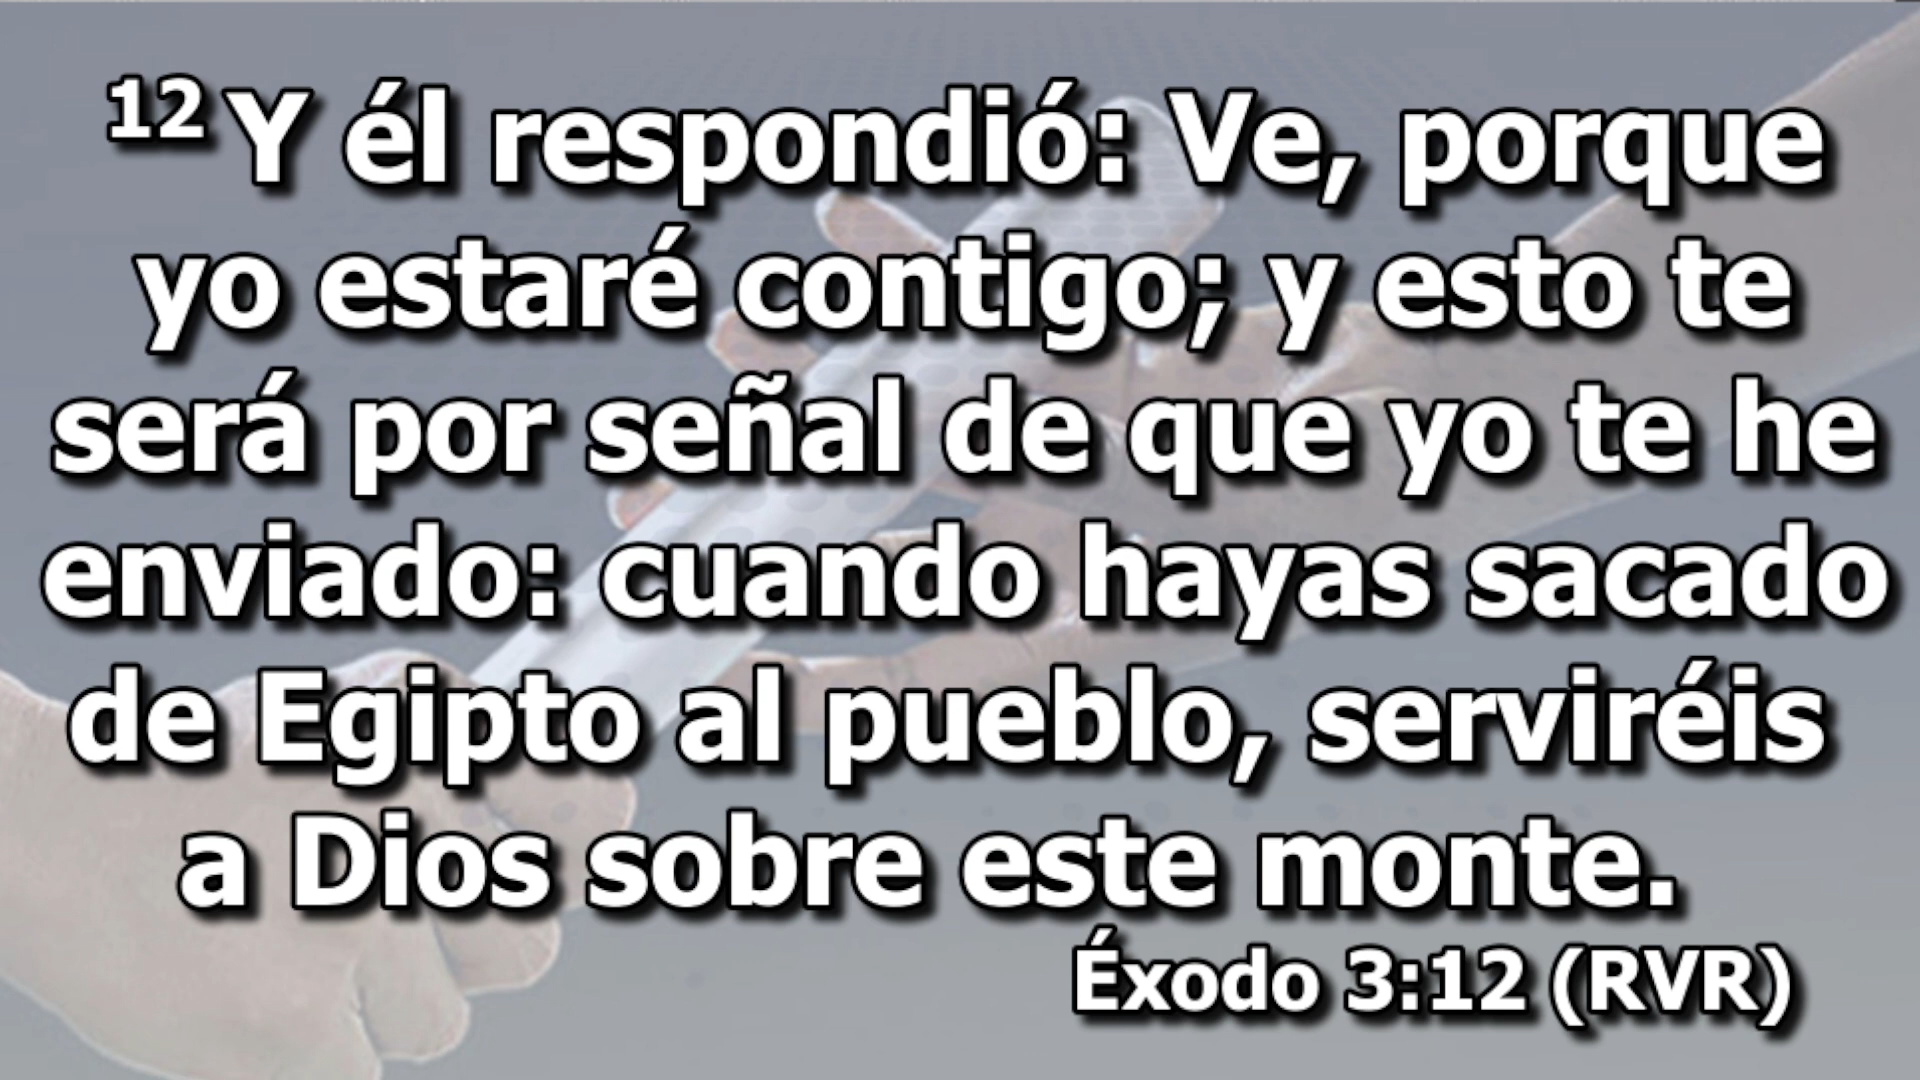 12 Y él respondió: Ve, porque
yo estaré contigo; y esto te
será por señal de que yo te he
enviado: cuando hayas sacado
de Egipto al pueblo, serviréis
a Dios sobre este monte.
Éxodo 3:12 (RVR)